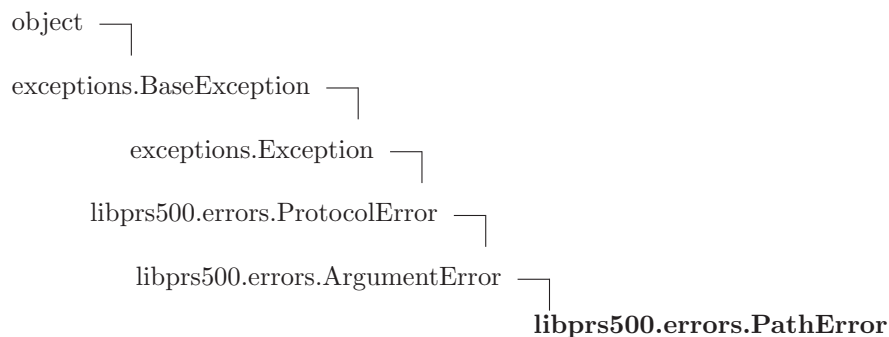 object
exceptions.BaseException
exceptions.Exception
libprs500.errors.ProtocolError
libprs500.errors.ArgumentError
libprs500.errors.PathError